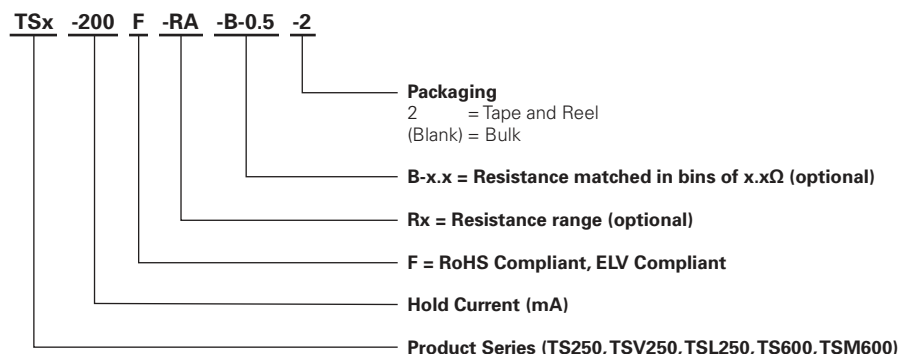 TSx -200 F -RA -B-0.5 -2
Packaging
2 = Tape and Reel
(Blank) = Bulk
B-x.x = Resistance matched in bins of x.xΩ (optional)
Rx = Resistance range (optional)
F = RoHS Compliant, ELV Compliant
Hold Current (mA)
Product Series (TS250, TSV250, TSL250, TS600, TSM600)